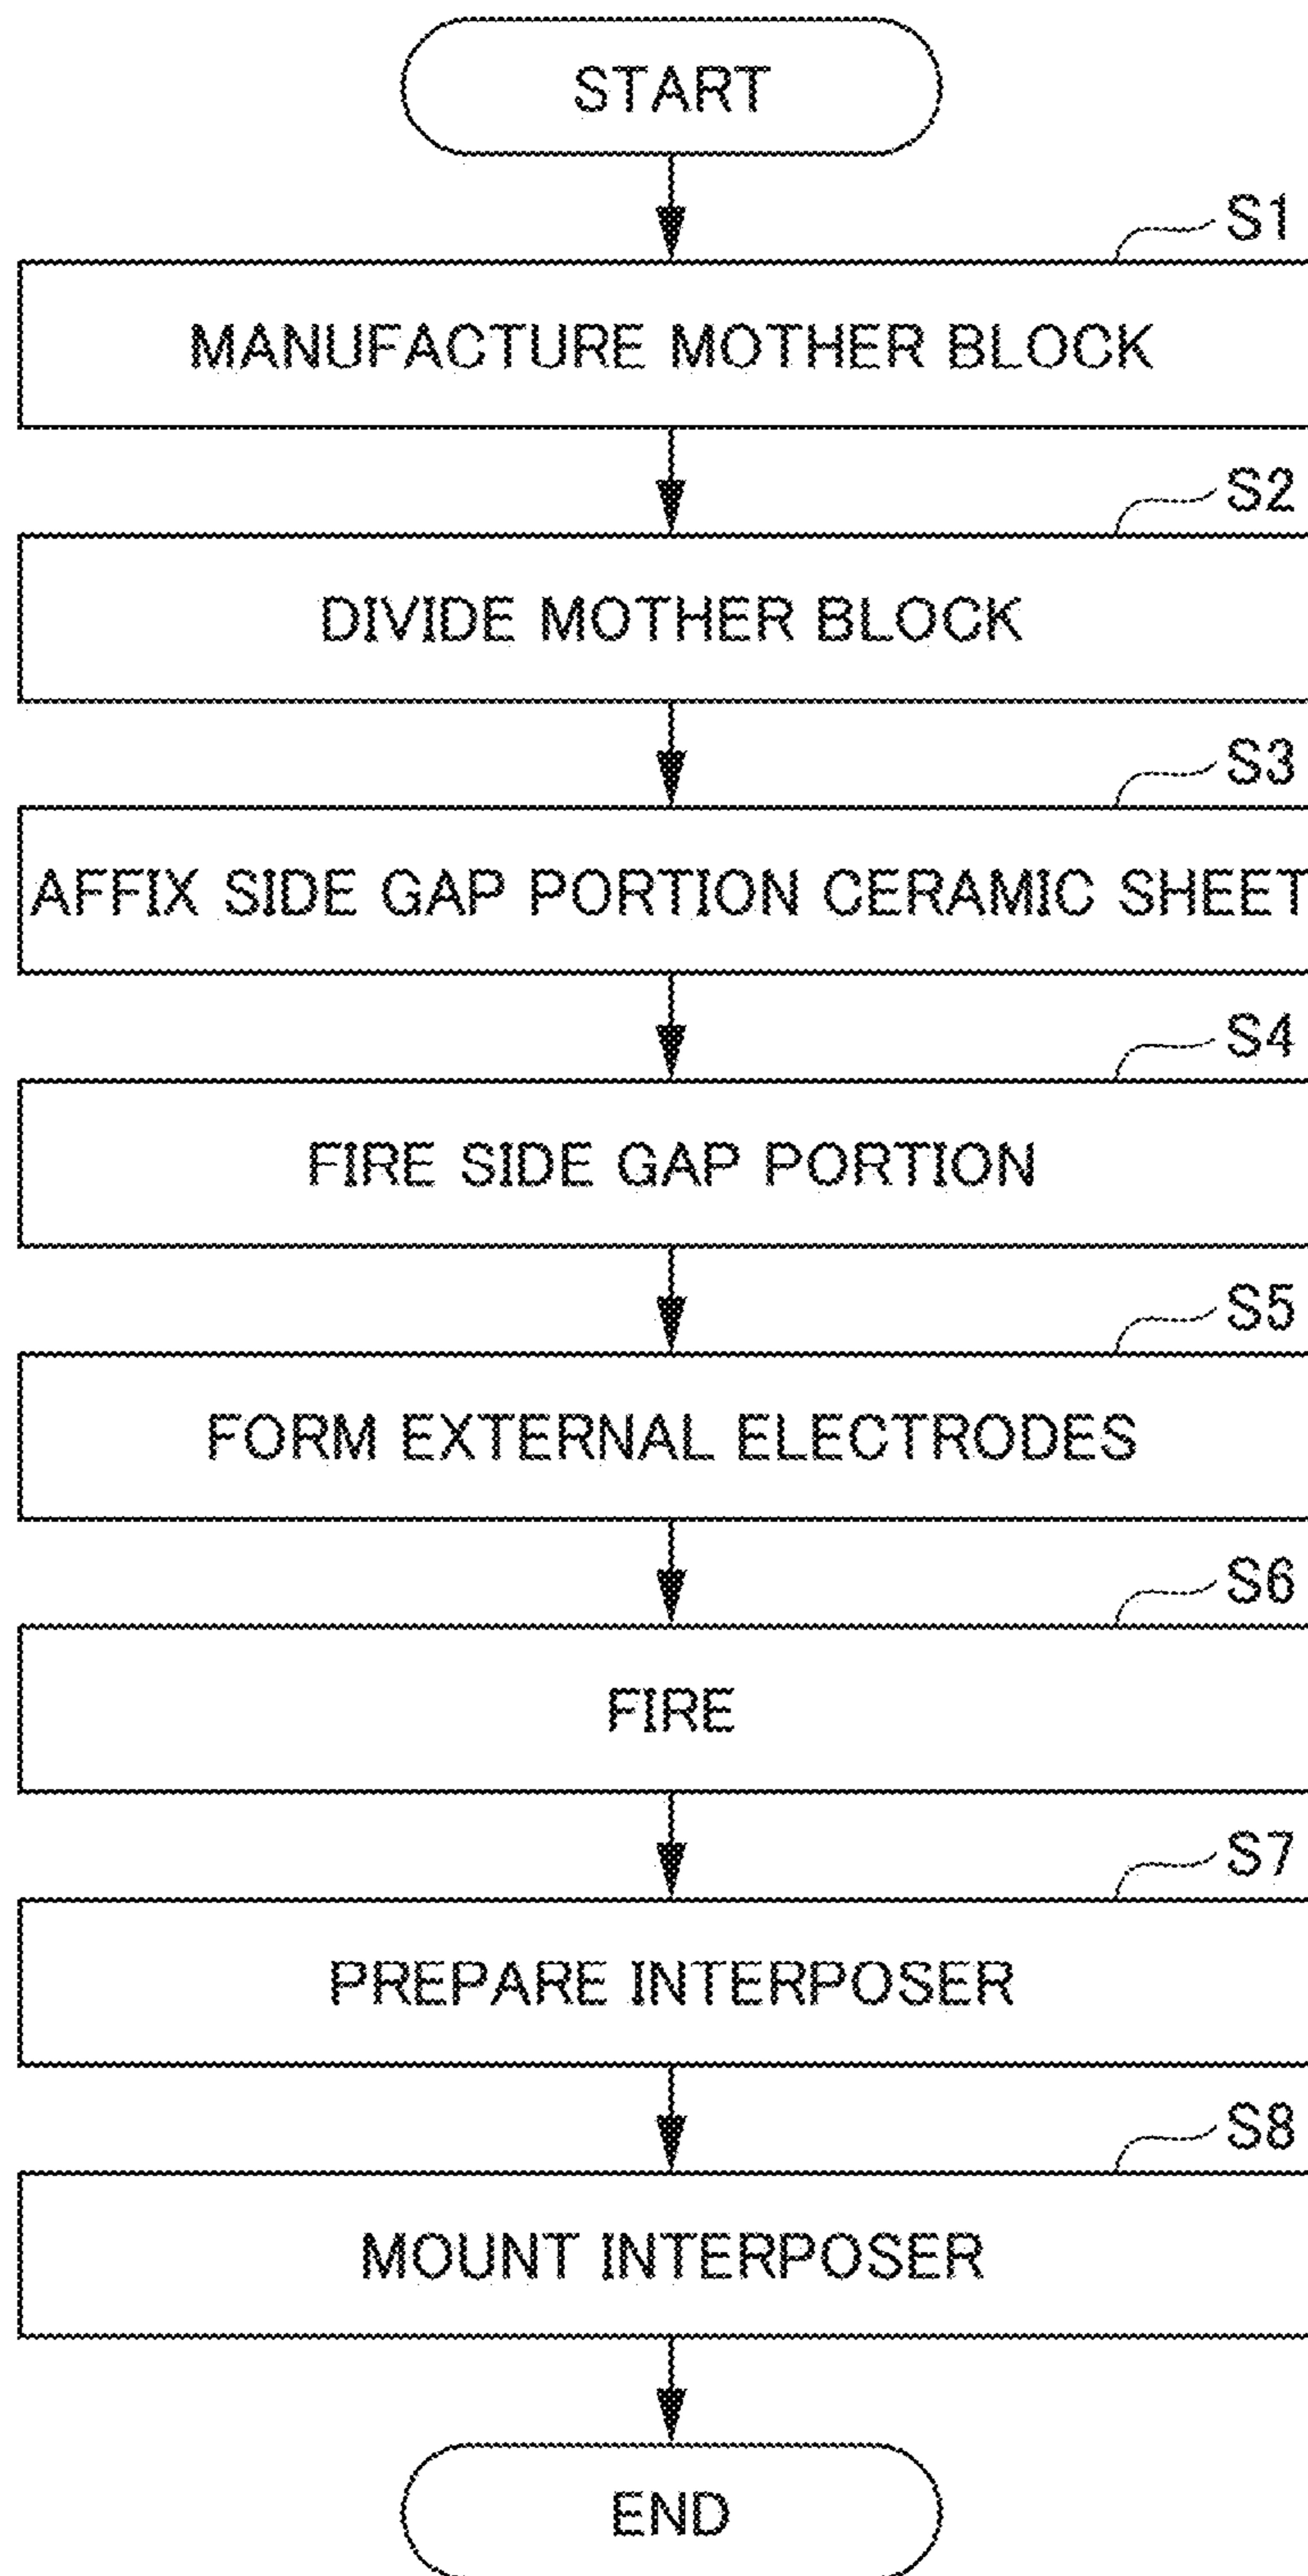 START
S1
MANUFACTURE MOTHER BLOCK
S2
DIVIDE MOTHER BLOCK
S3
AFFIX SIDE GAP PORTION CERAMIC SHEET
S4
FIRE SIDE GAP PORTION
S5
FORM EXTERNAL ELECTRODES
S6
FIRE
S7
PREPARE INTERPOSER
S8
MOUNT INTERPOSER
END